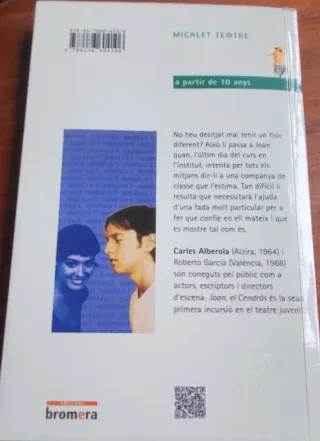 MICALET TEATRE
a partir de 10 anys
No heu desitjat mai tenir un físic
diferent? Això li passa a Joan
quan, l'últim dia del curs en
l'institut, intenta per tots els
mitjans dir-li a una companya de
classe que l'estima. Tan difícil li
resulta que necessitarà l'ajuda
d'una fada molt particular per a
fer que confie en ell mateix i que
es mostre tal com és.
Carles Alberola (Alzira, 1964) i
Roberto García (València, 1968)
són coneguts pel públic com a
actors, escriptors i directors
d'escena. Joan, el Cendrós és la seua
primera incursió en el teatre juvenil.
edicions
bromera